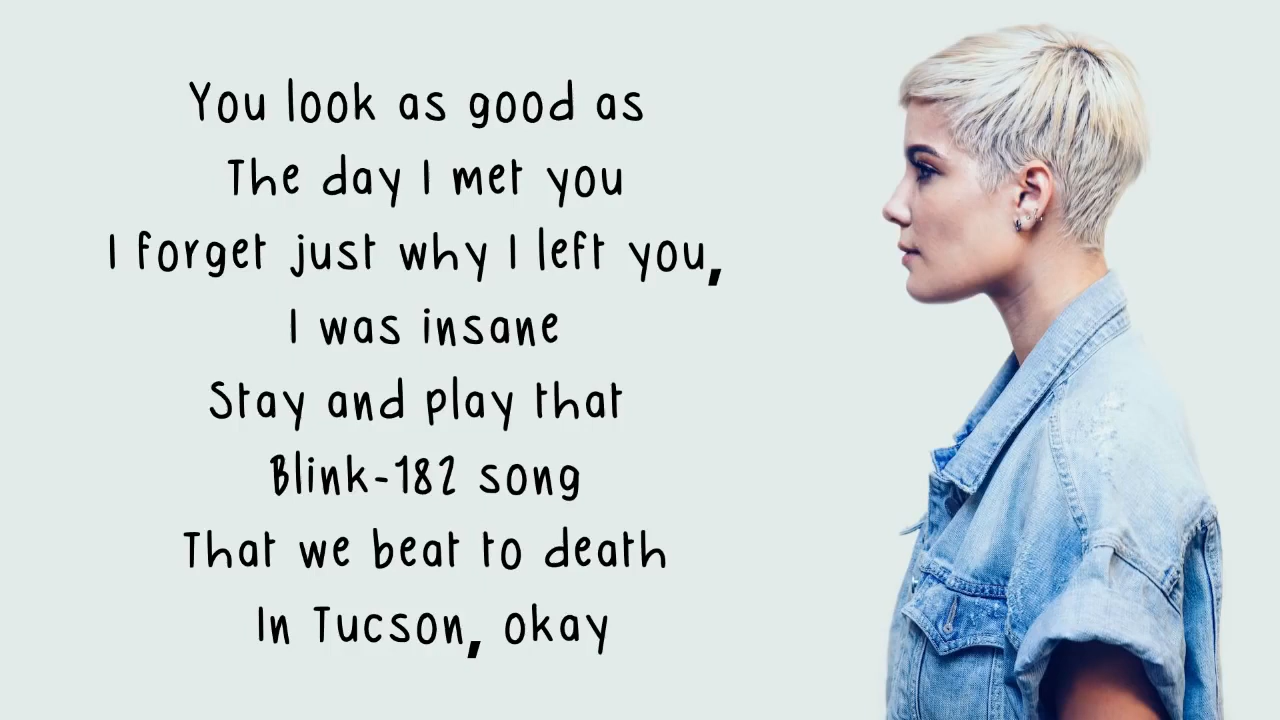 You look as good as
The day I met you
I forget just why I left you,
I was insane
Stay and play that
Blink-182 song
That we beat to death
In Tucson, okay